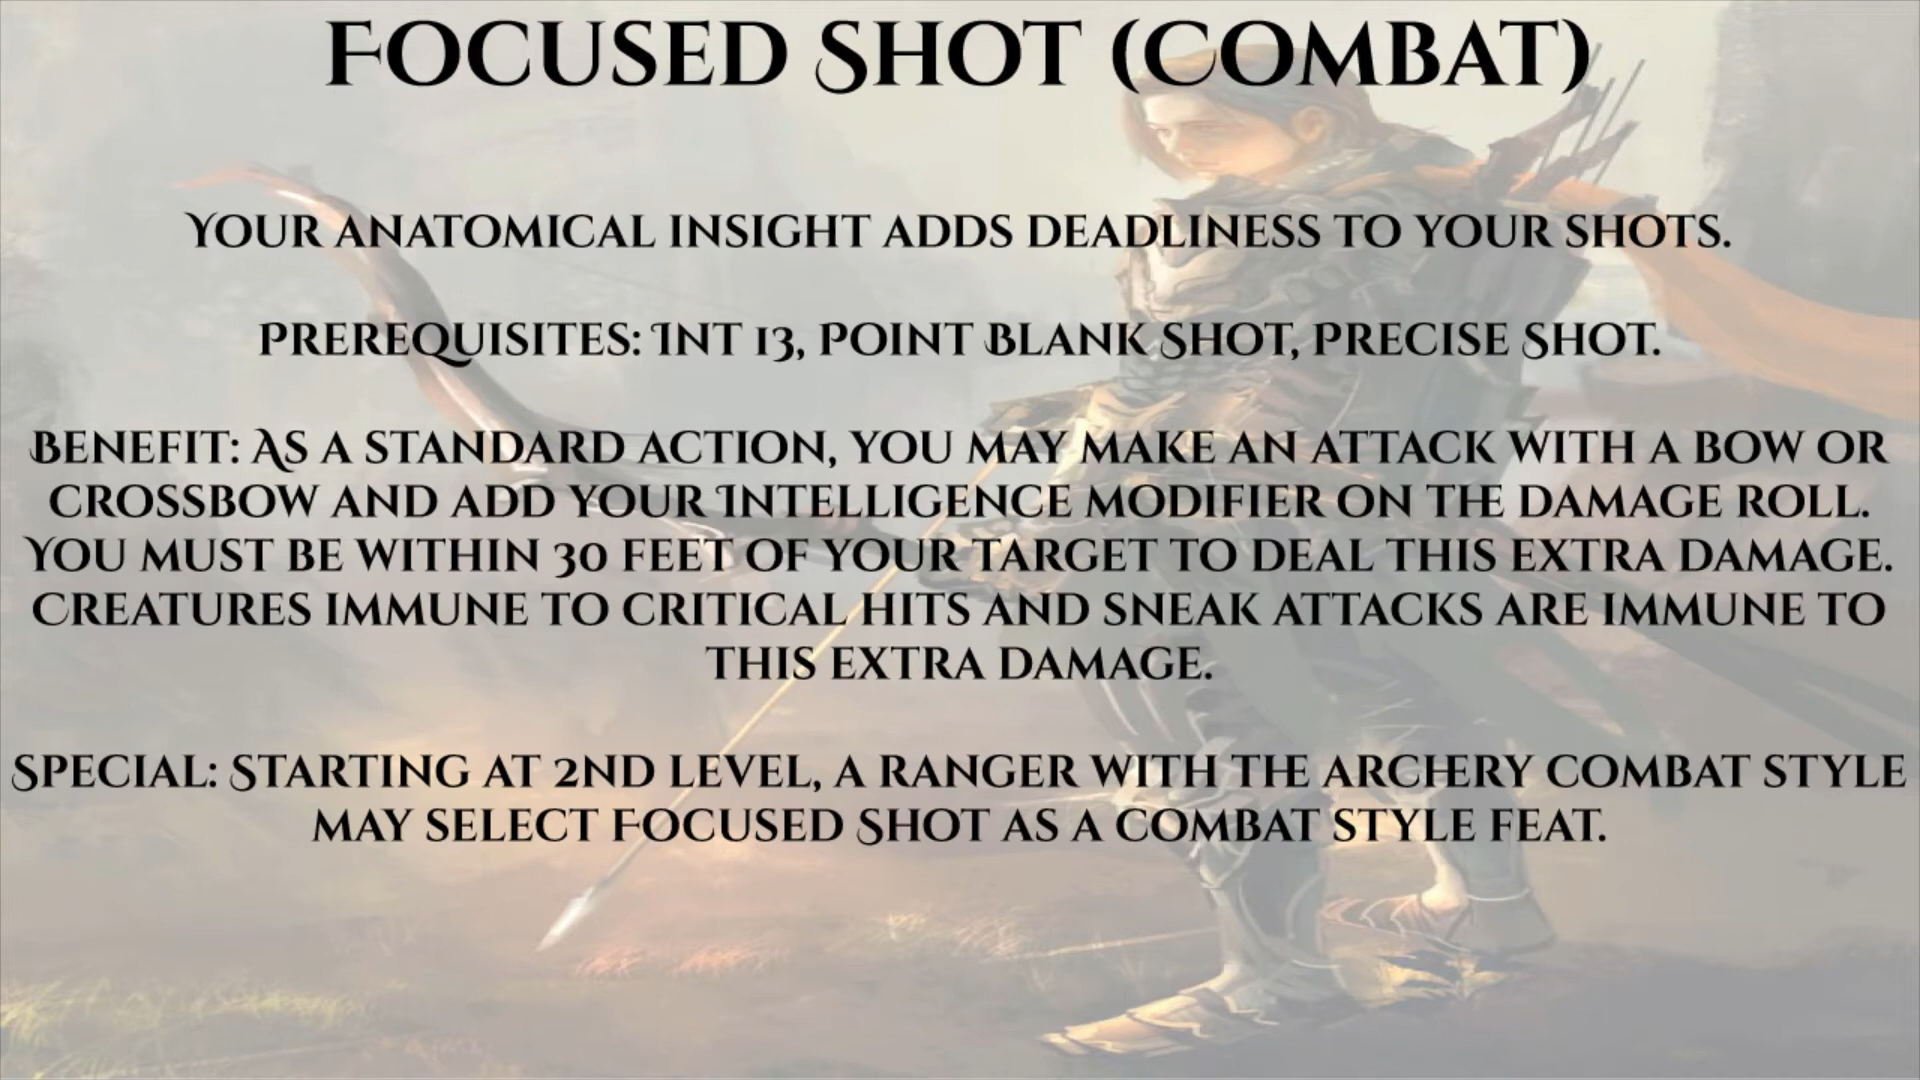 Focused Shot (Combat)
Your anatomical insight adds deadliness to your shots.
Prerequisites: Int 13, Point Blank Shot, Precise Shot.
Benefit: As a standard action, you may make an attack with a bow or
crossbow and add your Intelligence modifier on the damage roll.
You must be within 30 feet of your target to deal this extra damage.
Creatures immune to critical hits and sneak attacks are immune to
this extra damage.
Special: Starting at 2nd level, a ranger with the archery combat style
may select Focused Shot as a combat style feat.